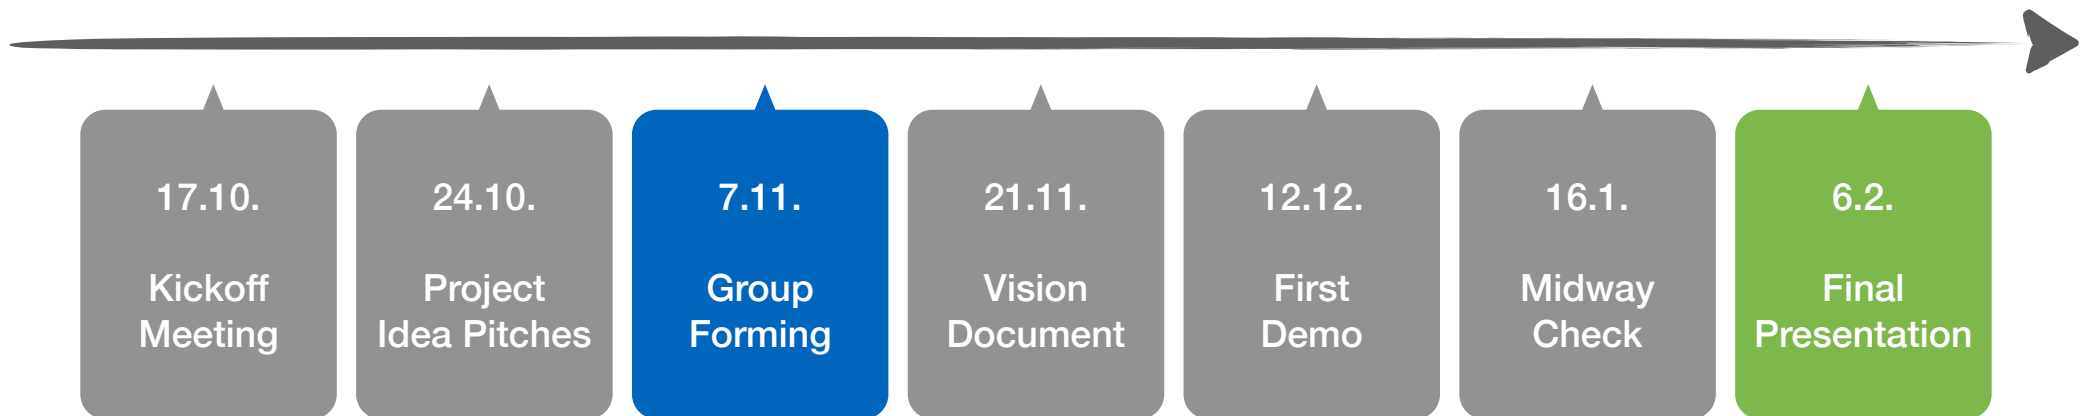 17.10.
Kickoff
Meeting
24.10.
Project
Idea Pitches
7.11.
Group
Forming
21.11.
Vision
Document
12.12.
First
Demo
16.1.
Midway
Check
6.2.
Final
Presentation